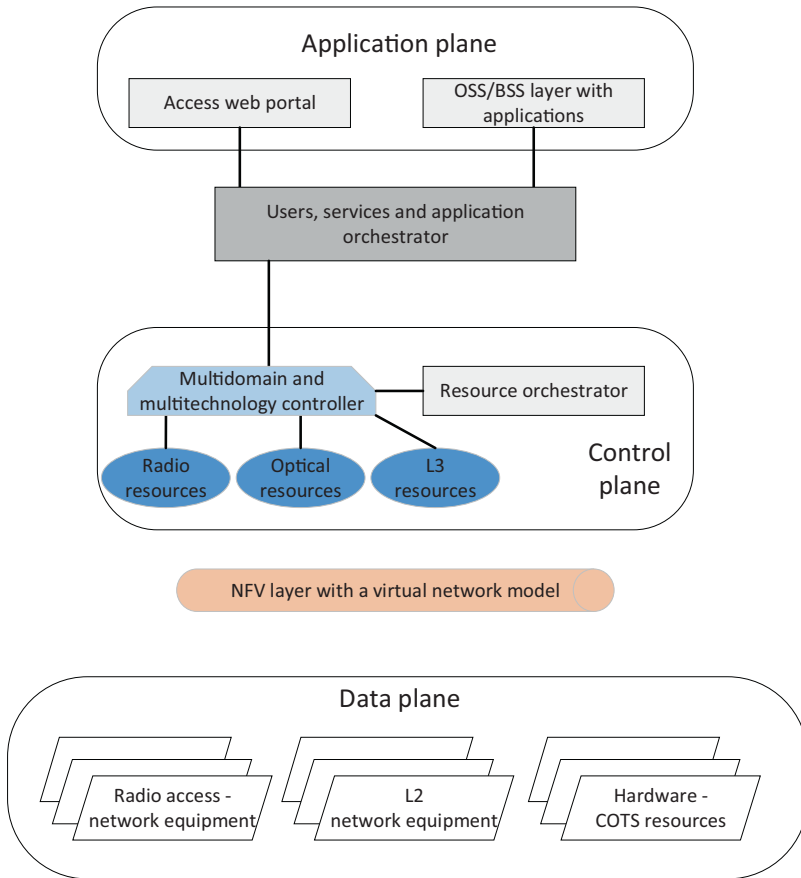 Application plane
Access web portal
OSS/BSS layer with
applications
Users, services and application
orchestrator
Multidomain and
multitechnology controller
Resource orchestrator
Radio
resources
Optical
resources
L3
resources
Control
plane
NFV layer with a virtual network model
Data plane
Radio access -
network equipment
L2
network equipment
Hardware -
COTS resources